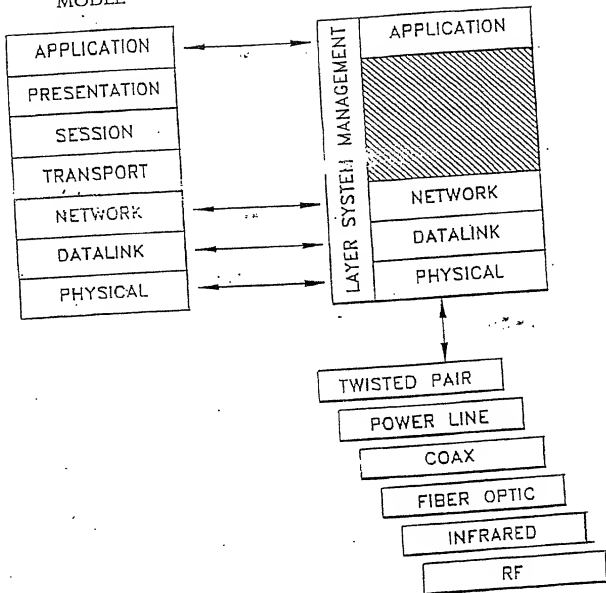 MODEL
APPLICATION
PRESENTATION
SESSION
TRANSPORT
NETWORK
DATALINK
PHYSICAL
LAYER SYSTEM MANAGEMENT
APPLICATION
NETWORK
DATALINK
PHYSICAL
TWISTED PAIR
POWER LINE
COAX
FIBER OPTIC
INFRARED
RF